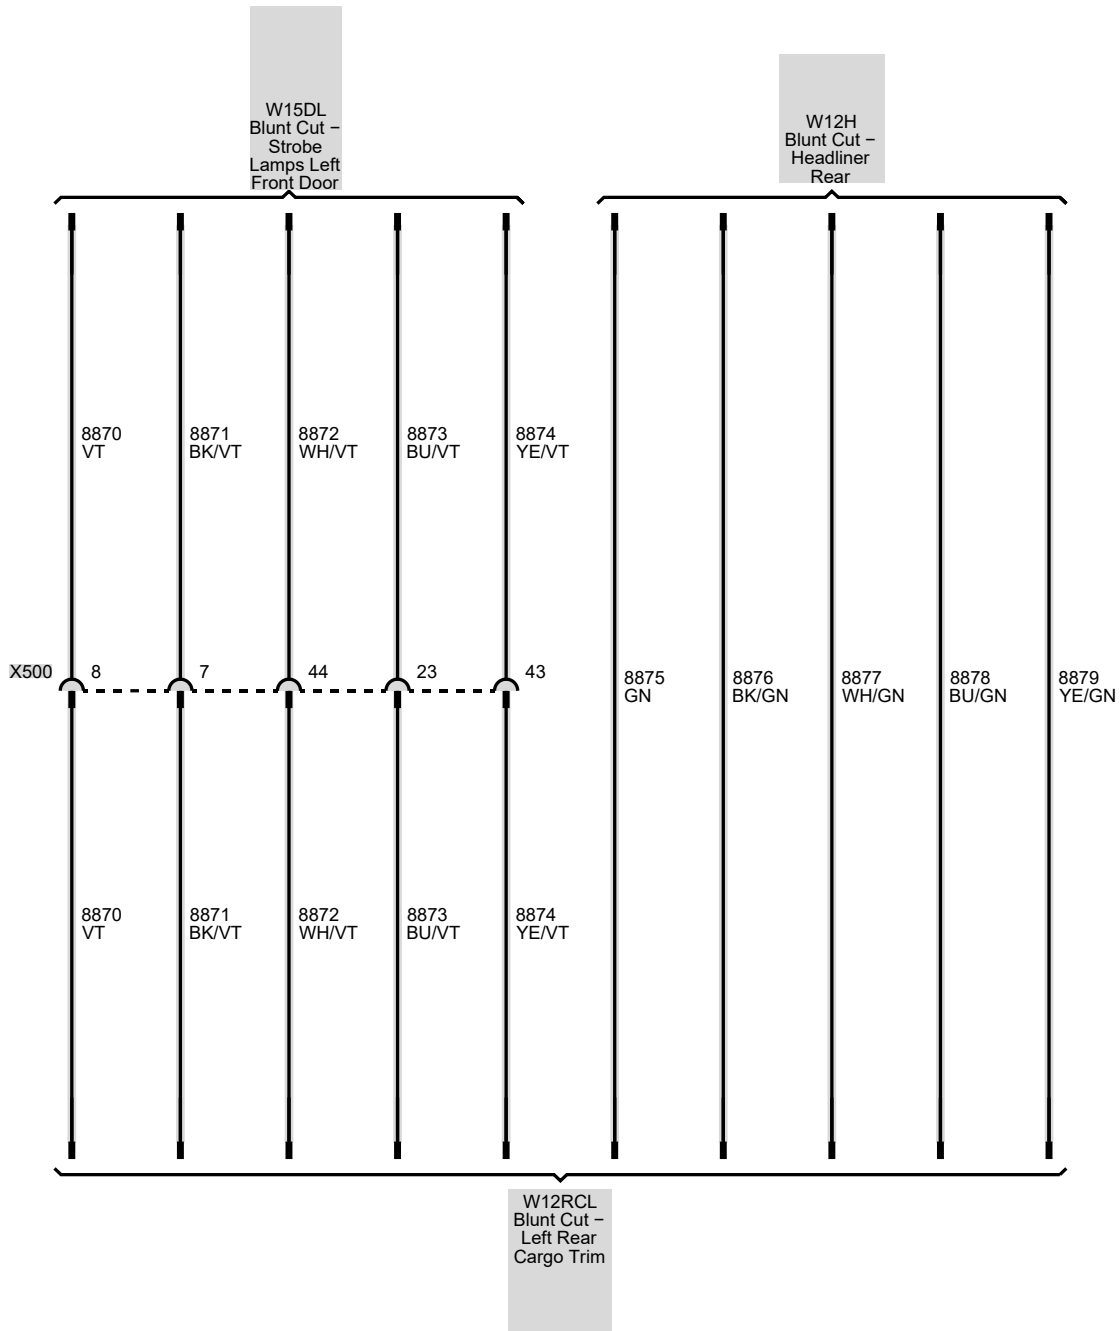 W15DL
Blunt Cut −
Strobe
Lamps Left
Front Door
W12H
Blunt Cut −
Headliner
Rear
8870
VT
8871
BK/VT
8872
WH/VT
8873
BU/VT
8874
YE/VT
X500
8
7
44
23
43
8875
GN
8876
BK/GN
8877
WH/GN
8878
BU/GN
8879
YE/GN
8870
VT
8871
BK/VT
8872
WH/VT
8873
BU/VT
8874
YE/VT
W12RCL
Blunt Cut −
Left Rear
Cargo Trim